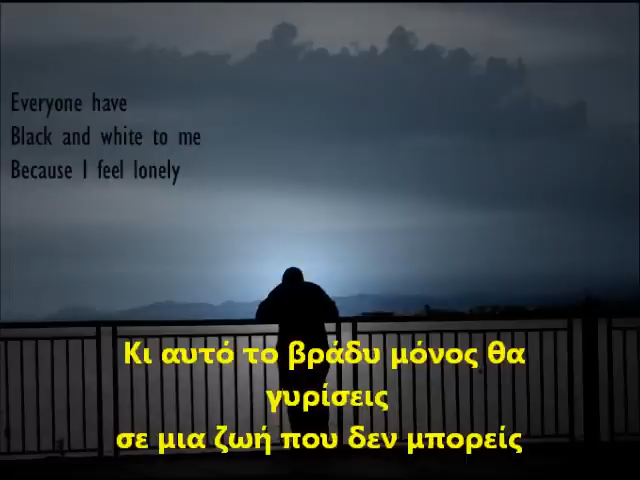 Everyone have
Black and white to me
Because I feel lonely
Κι αυτό το βράδυ μόνος θα
γυρίσεις
σε μια ζωή που δεν μπορείς